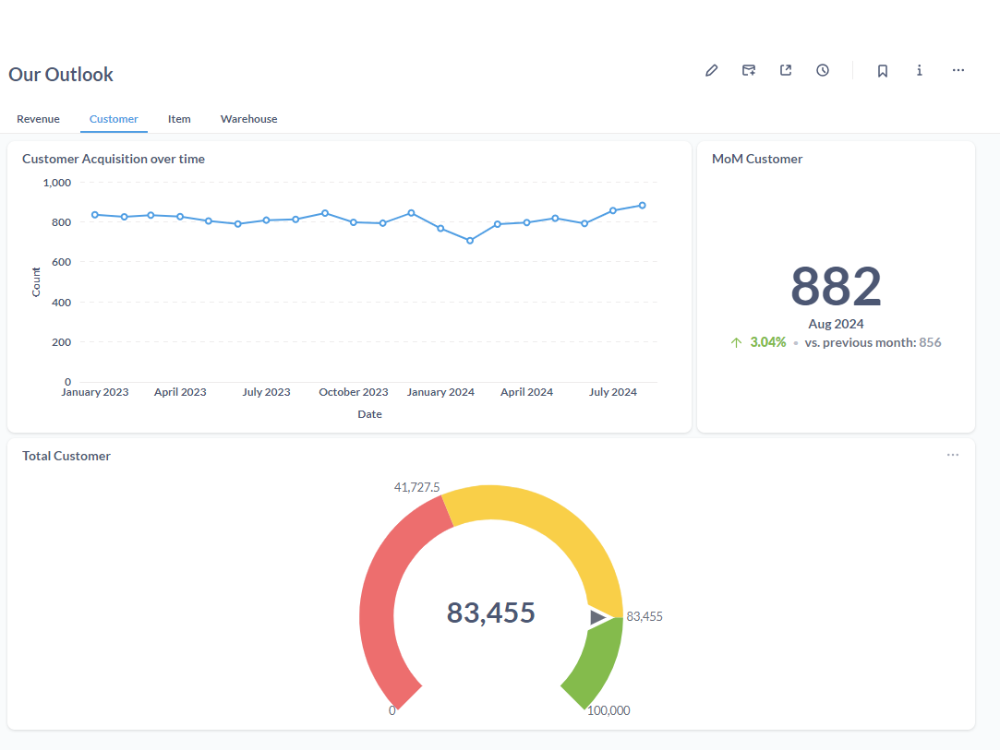 Our Outlook
Revenue Customer Item Warehouse
Customer Acquisition over time
1,000
800
600
400
200
0
Count
January 2023 April 2023 July 2023 October 2023 January 2024 April 2024 July 2024
Date
MoM Customer
882
Aug 2024
3.04% • vs. previous month: 856
Total Customer
41,727.5
83,455
83,455
0
100,000